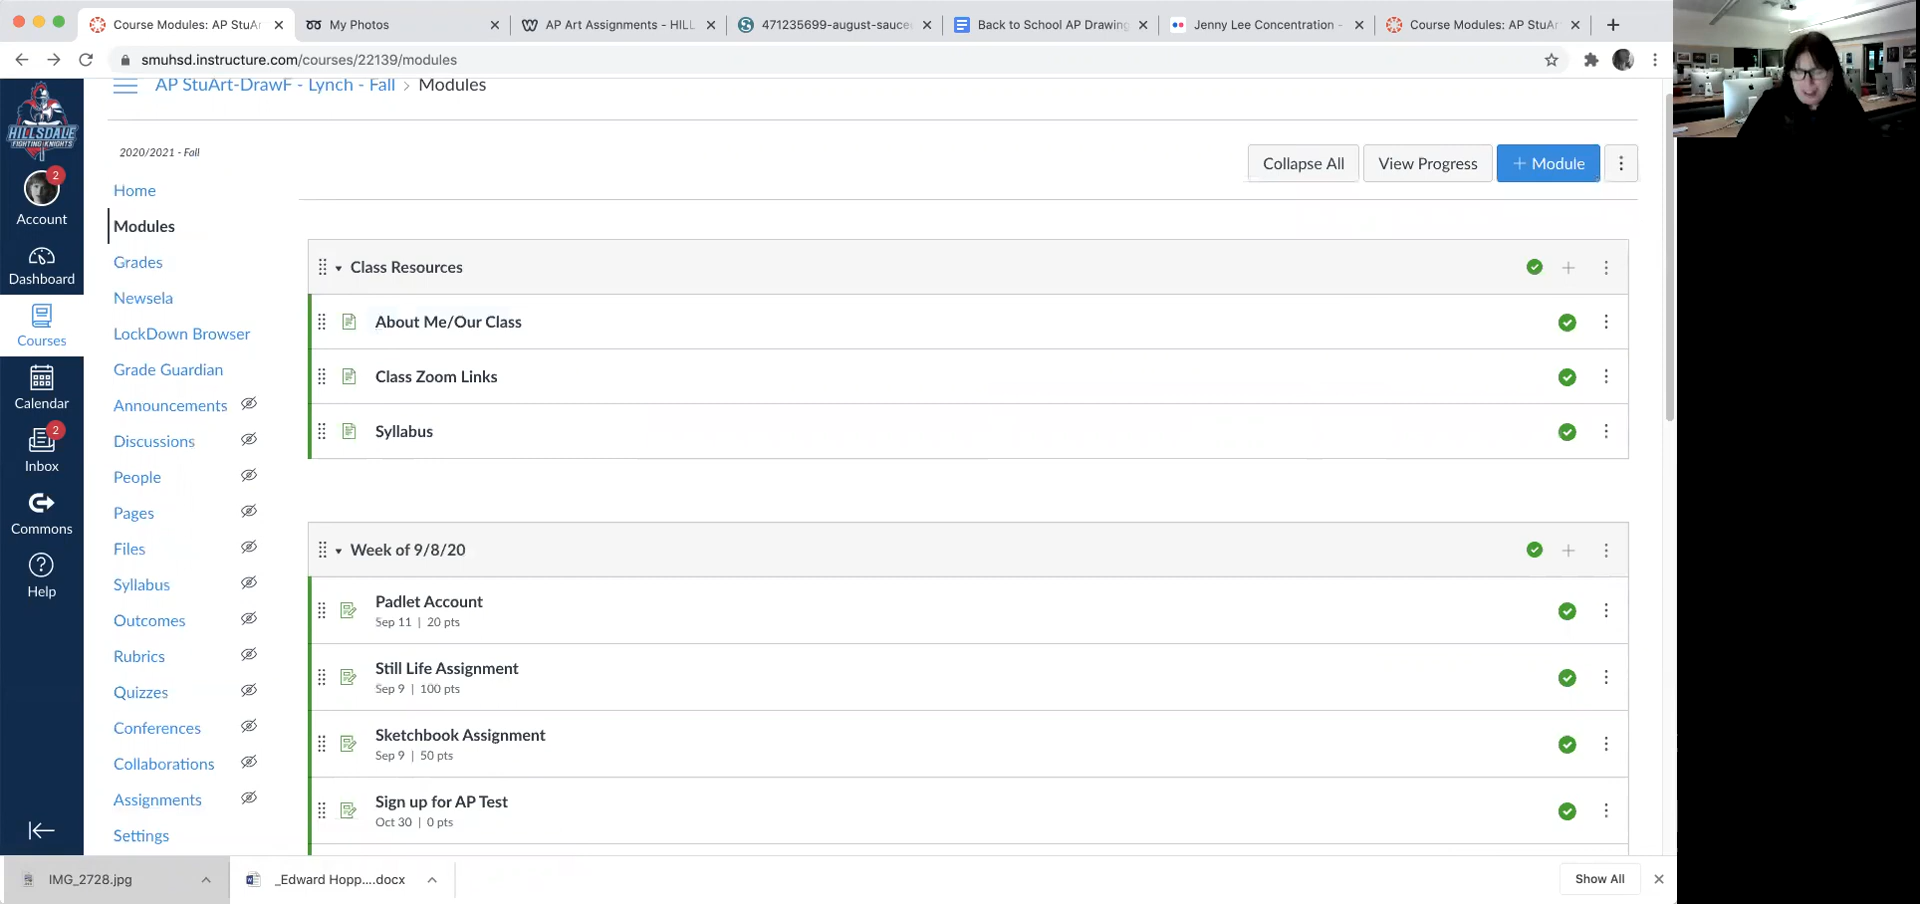 Course Modules: AP StuAr
My Photos
AP Art Assignments - HILL
471235699-august-sauce
Back to School AP Drawing
Jenny Lee Concentration -
Course Modules: AP StuAr
smuhsd.instructure.com/courses/22139/modules
AP StuArt-DrawF - Lynch - Fall > Modules
HILLSDALE
FIGHTING KNIGHTS
2
Account
Dashboard
Courses
Calendar
2
Inbox
Commons
Help
2020/2021 - Fall
Home
Modules
Grades
Newsela
LockDown Browser
Grade Guardian
Announcements
Discussions
People
Pages
Files
Syllabus
Outcomes
Rubrics
Quizzes
Conferences
Collaborations
Assignments
Settings
Collapse All
View Progress
+ Module
Class Resources
About Me/Our Class
Class Zoom Links
Syllabus
Week of 9/8/20
Padlet Account
Sep 11 | 20 pts
Still Life Assignment
Sep 9 | 100 pts
Sketchbook Assignment
Sep 9 | 50 pts
Sign up for AP Test
Oct 30 | 0 pts
IMG_2728.jpg
_Edward Hopp....docx
Show All